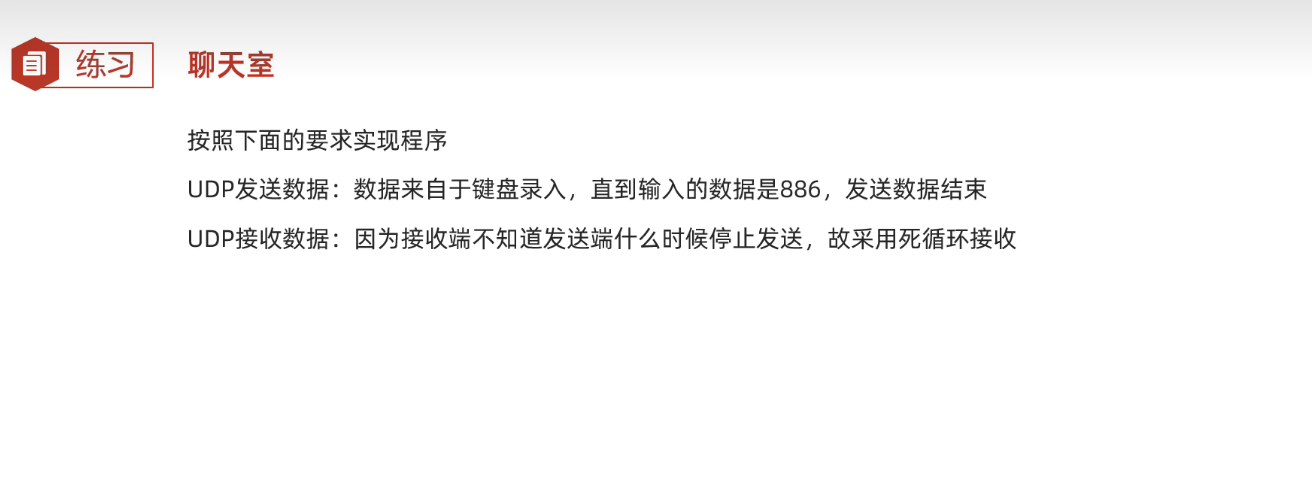 练习 聊天室
按照下面的要求实现程序
UDP发送数据：数据来自于键盘录入，直到输入的数据是886，发送数据结束
UDP接收数据：因为接收端不知道发送端什么时候停止发送，故采用死循环接收